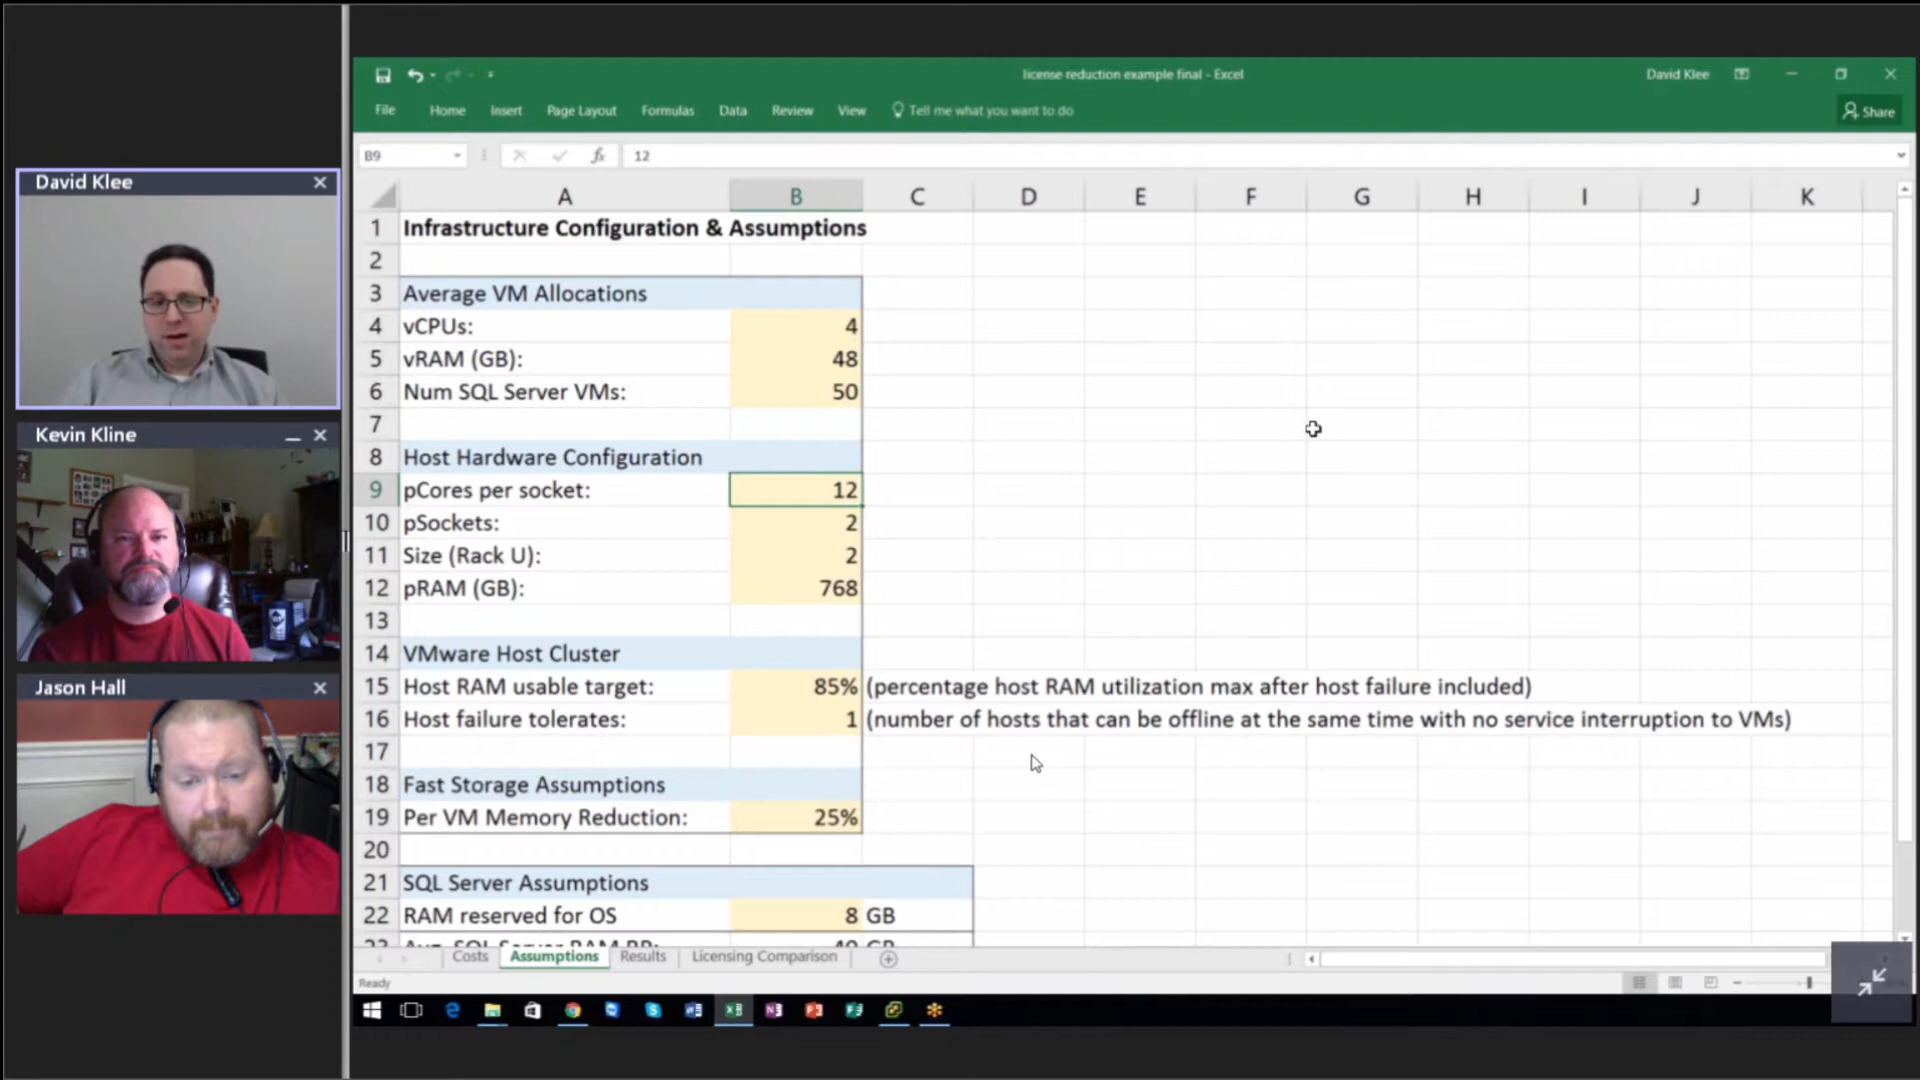 David Klee
Kevin Kline
Jason Hall
license reduction example final - Excel
David Klee
File Home Insert Page Layout Formulas Data Review View Tell me what you want to do
Share
B9 fx 12
A B C D E F G H I J K
1 Infrastructure Configuration & Assumptions
2
3 Average VM Allocations
4 vCPUs: 4
5 vRAM (GB): 48
6 Num SQL Server VMs: 50
7
8 Host Hardware Configuration
9 pCores per socket: 12
10 pSockets: 2
11 Size (Rack U): 2
12 pRAM (GB): 768
13
14 VMware Host Cluster
15 Host RAM usable target: 85% (percentage host RAM utilization max after host failure included)
16 Host failure tolerates: 1 (number of hosts that can be offline at the same time with no service interruption to VMs)
17
18 Fast Storage Assumptions
19 Per VM Memory Reduction: 25%
20
21 SQL Server Assumptions
22 RAM reserved for OS 8 GB
Costs Assumptions Results Licensing Comparison
Ready